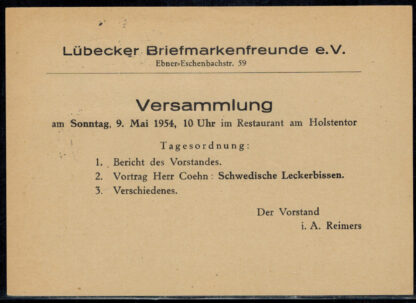 Lübecker Briefmarkenfreunde e.V.
Ebner-Eschenbachstr. 59
Versammlung
am Sonntag, 9. Mai 1954, 10 Uhr im Restaurant am Holstentor
Tagesordnung:
1. Bericht des Vorstandes.
2. Vortrag Herr Coehn: Schwedische Leckerbissen.
3. Verschiedenes.
Der Vorstand
i. A. Reimers